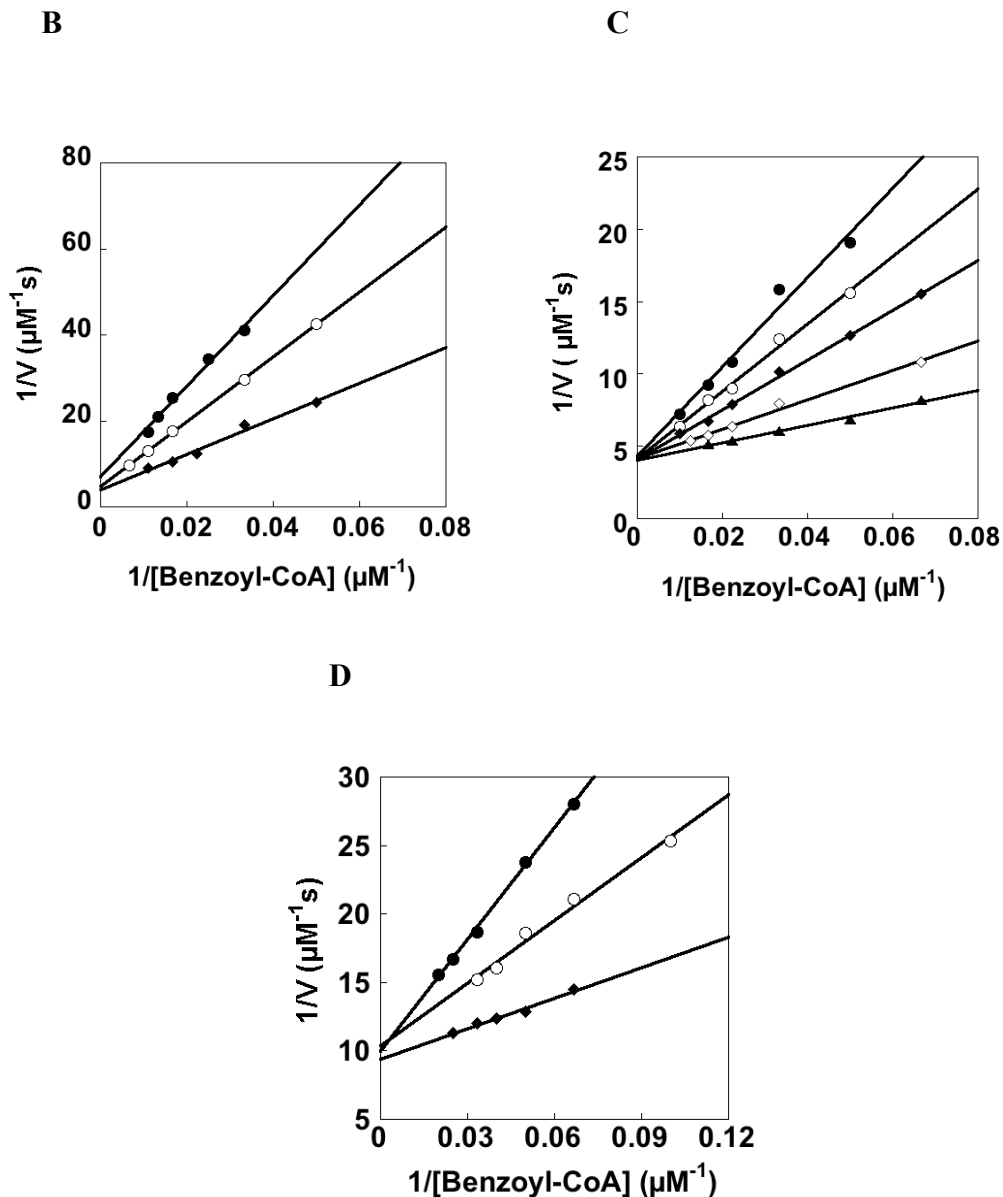 B
C
80
60
40
20
0
1/V (µM⁻¹s)
0 0.02 0.04 0.06 0.08
1/[Benzoyl-CoA] (µM⁻¹)
25
20
15
10
5
0
1/V ( µM⁻¹s)
0 0.02 0.04 0.06 0.08
1/[Benzoyl-CoA] (µM⁻¹)
D
30
25
20
15
10
5
1/V (µM⁻¹s)
0 0.03 0.06 0.09 0.12
1/[Benzoyl-CoA] (µM⁻¹)